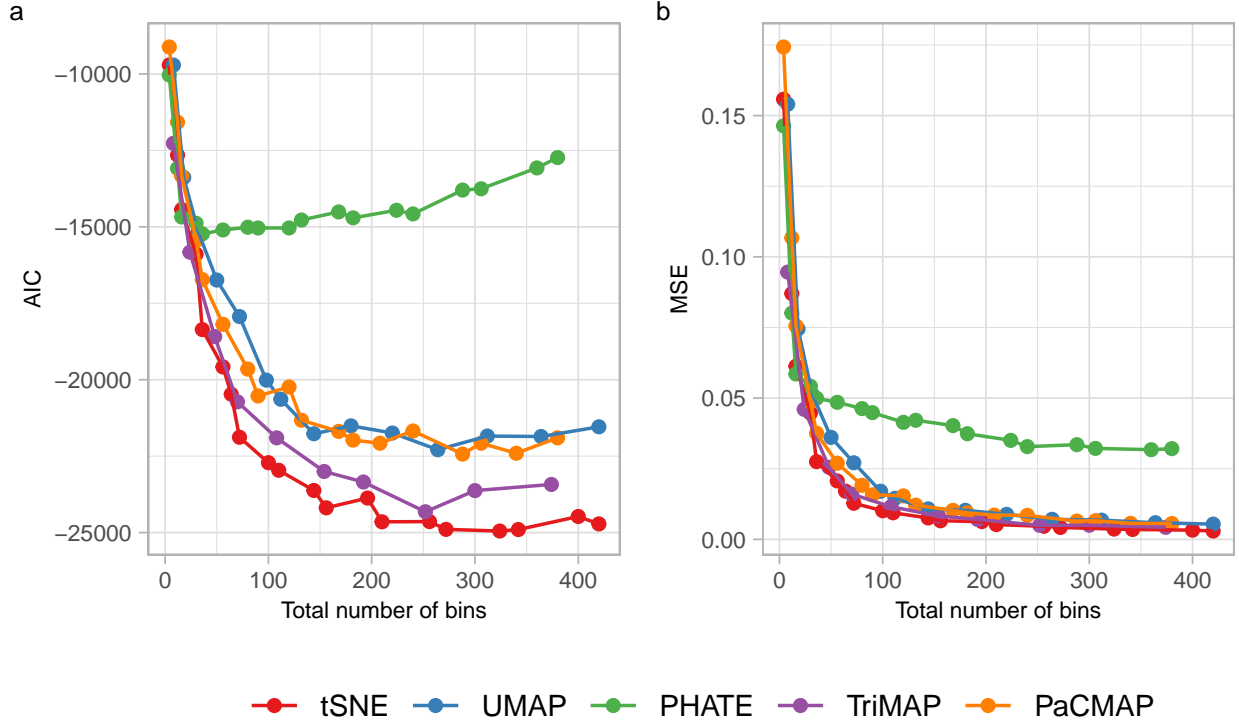 a
b
−10000
−15000
−20000
−25000
AIC
0 100 200 300 400
Total number of bins
0.15
0.10
0.05
0.00
MSE
0 100 200 300 400
Total number of bins
tSNE UMAP PHATE TriMAP PaCMAP